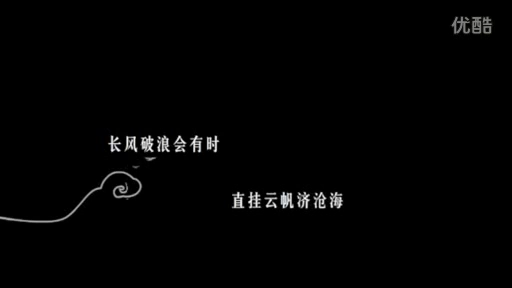 优酷
长风破浪会有时
直挂云帆济沧海